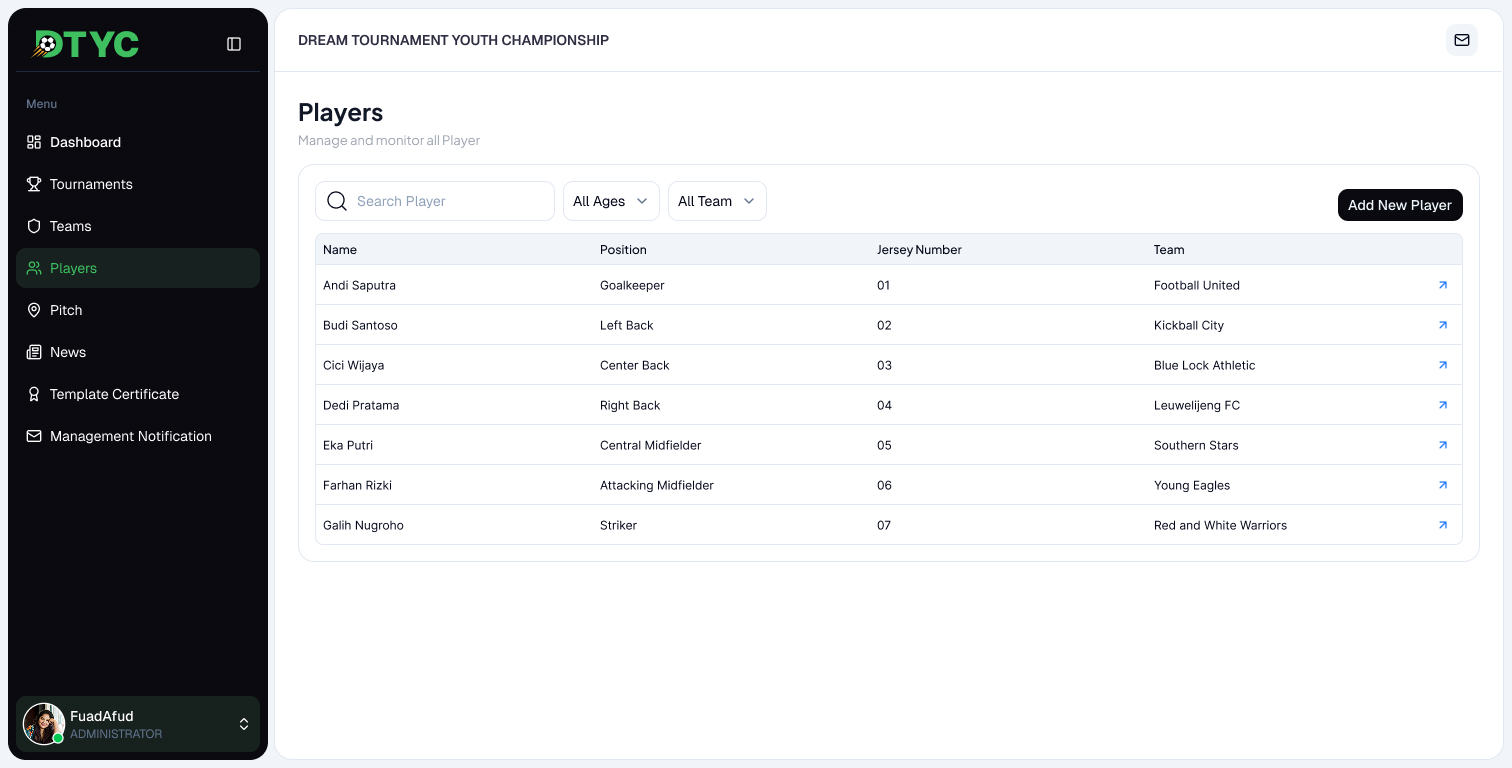 DTYC
Menu
Dashboard
Tournaments
Teams
Players
Pitch
News
Template Certificate
Management Notification
FuadAfud
ADMINISTRATOR
DREAM TOURNAMENT YOUTH CHAMPIONSHIP
Players
Manage and monitor all Player
Search Player All Ages All Team Add New Player
Name Position Jersey Number Team
Andi Saputra Goalkeeper 01 Football United
Budi Santoso Left Back 02 Kickball City
Cici Wijaya Center Back 03 Blue Lock Athletic
Dedi Pratama Right Back 04 Leuwelijeng FC
Eka Putri Central Midfielder 05 Southern Stars
Farhan Rizki Attacking Midfielder 06 Young Eagles
Galih Nugroho Striker 07 Red and White Warriors